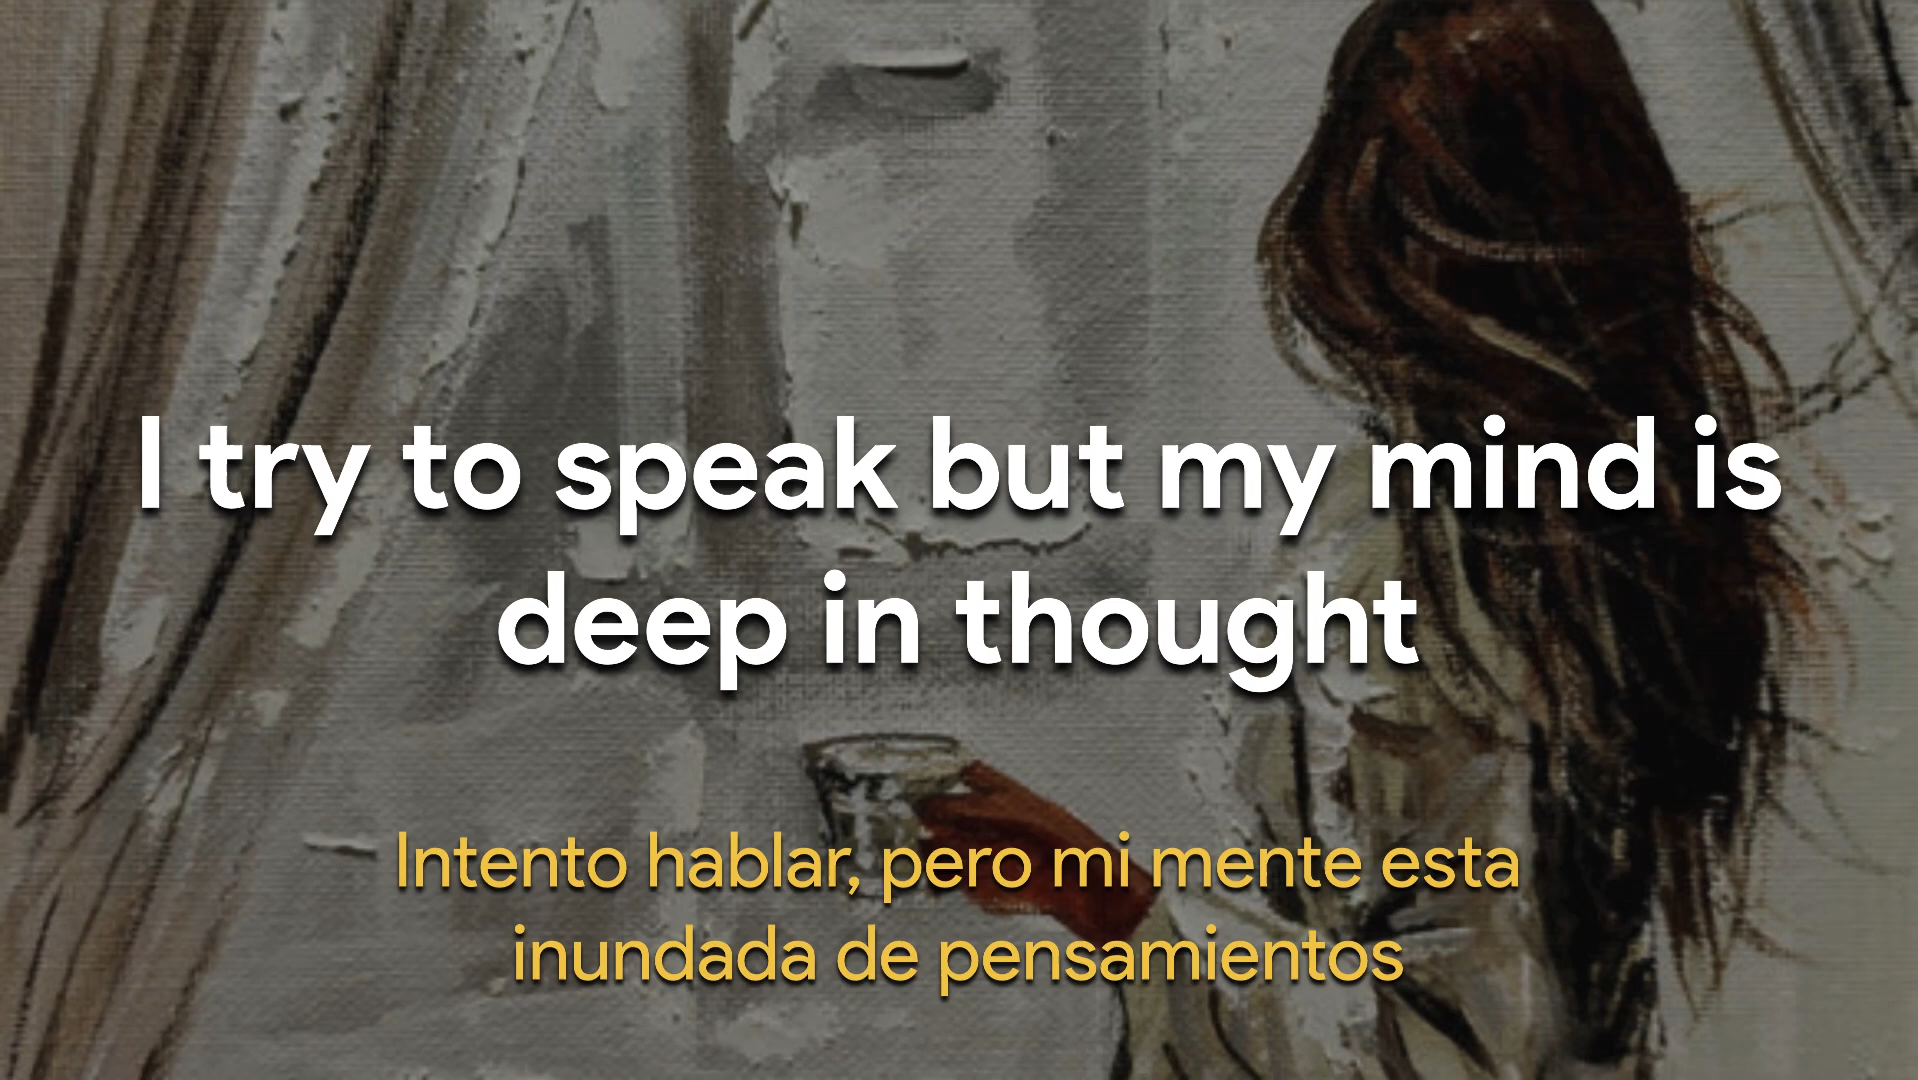 I try to speak but my mind is
deep in thought
Intento hablar, pero mi mente esta
inundada de pensamientos